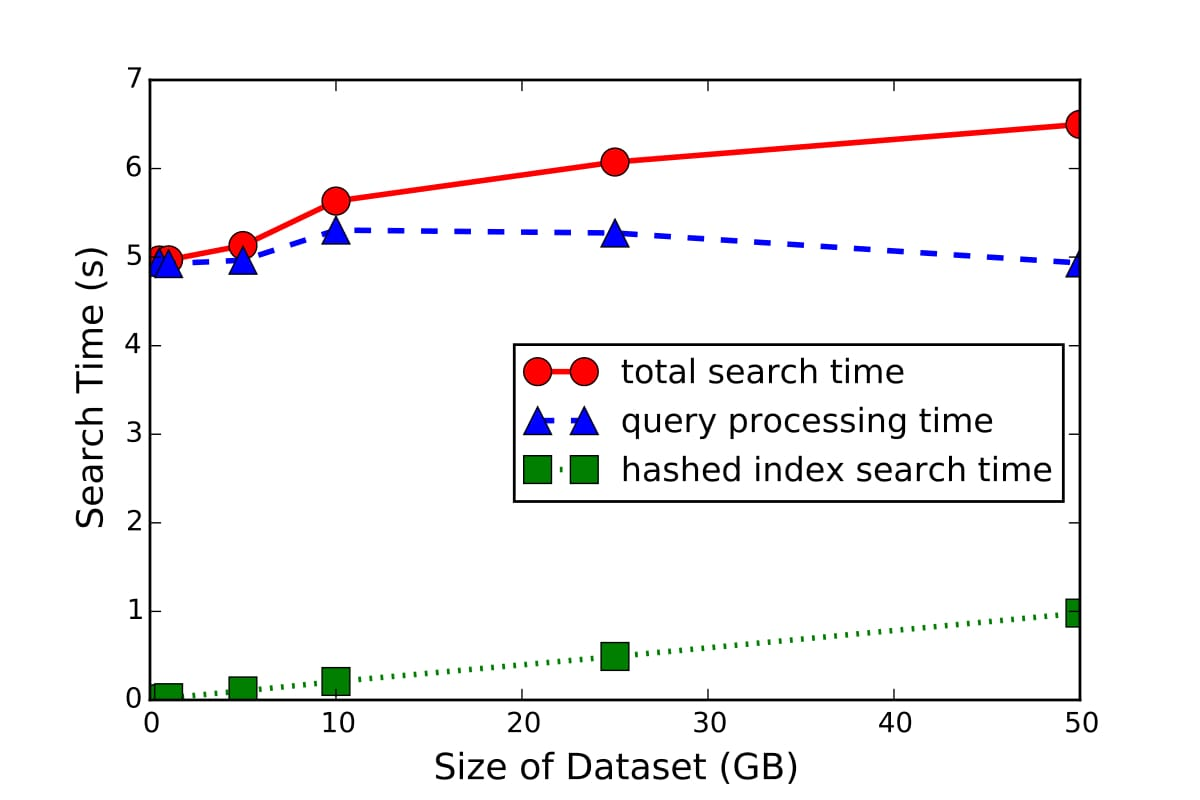 7
6
5
4
3
2
1
0
Search Time (s)
total search time
query processing time
hashed index search time
0 10 20 30 40 50
Size of Dataset (GB)